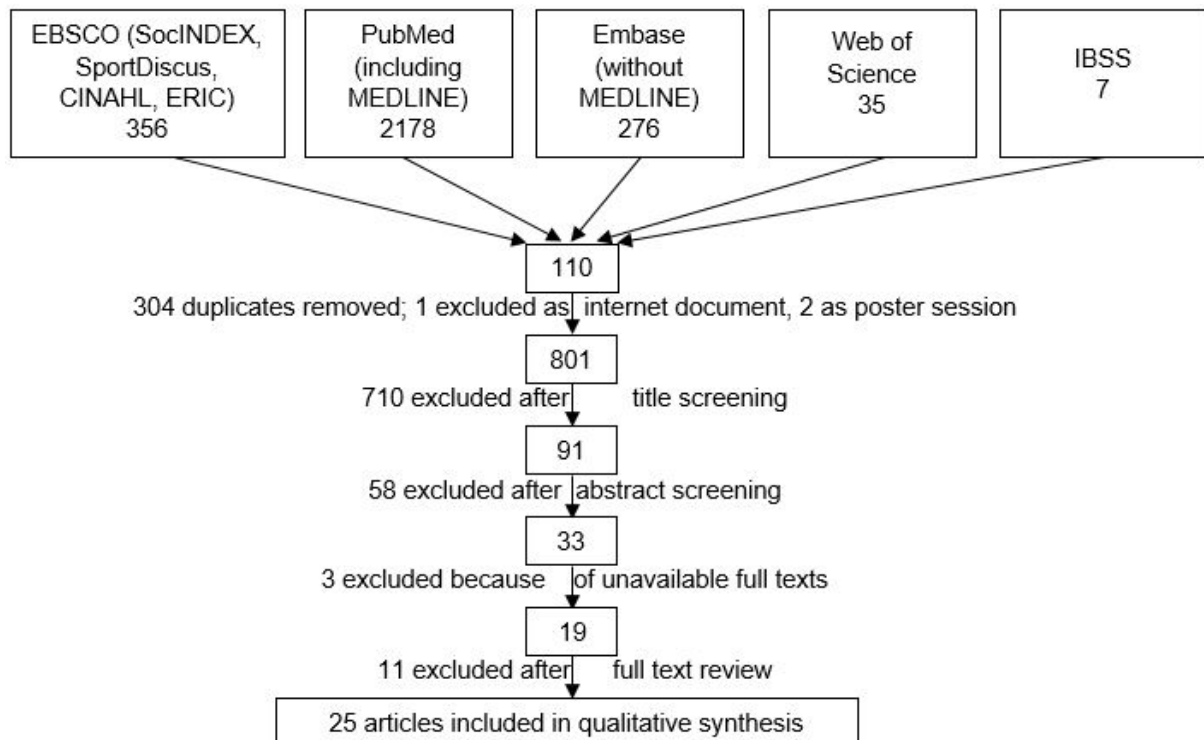 EBSCO (SocINDEX,
SportDiscus,
CINAHL, ERIC)
356
PubMed
(including
MEDLINE)
2178
Embase
(without
MEDLINE)
276
Web of
Science
35
IBSS
7
110
304 duplicates removed; 1 excluded as internet document, 2 as poster session
801
710 excluded after title screening
91
58 excluded after abstract screening
33
3 excluded because of unavailable full texts
19
11 excluded after full text review
25 articles included in qualitative synthesis